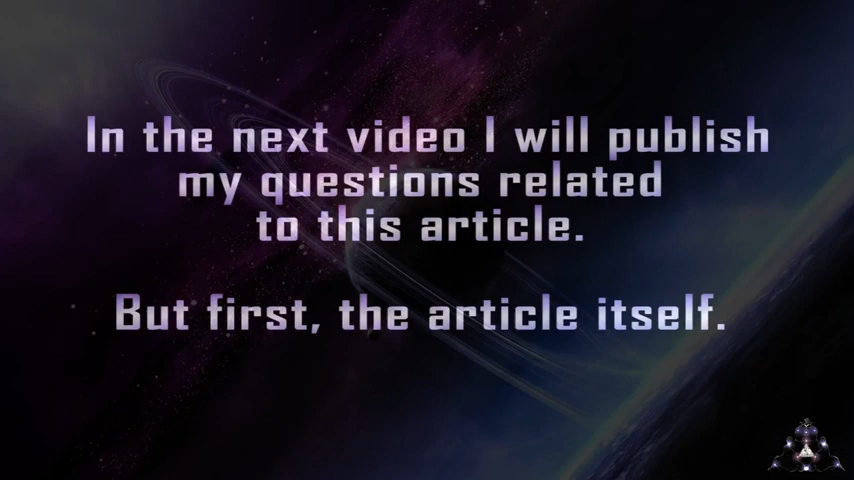 In the next video I will publish
my questions related
to this article.
But first, the article itself.